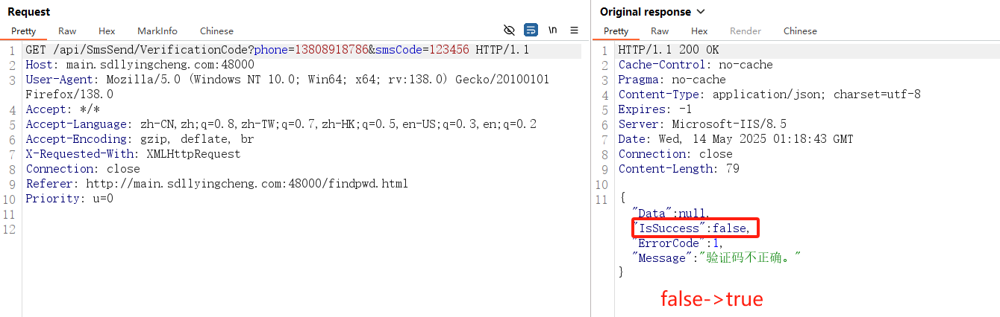 Request
Pretty Raw Hex MarkInfo Chinese
\n
1 GET /api/SmsSend/VerificationCode?phone=13808918786&smsCode=123456 HTTP/1.1
2 Host: main.sdllyingcheng.com:48000
3 User-Agent: Mozilla/5.0 (Windows NT 10.0; Win64; x64; rv:138.0) Gecko/20100101
Firefox/138.0
4 Accept: */*
5 Accept-Language: zh-CN,zh;q=0.8,zh-TW;q=0.7,zh-HK;q=0.5,en-US;q=0.3,en;q=0.2
6 Accept-Encoding: gzip, deflate, br
7 X-Requested-With: XMLHttpRequest
8 Connection: close
9 Referer: http://main.sdllyingcheng.com:48000/findpwd.html
10 Priority: u=0
11
12
Original response
Pretty Raw Hex Render Chinese
1 HTTP/1.1 200 OK
2 Cache-Control: no-cache
3 Pragma: no-cache
4 Content-Type: application/json; charset=utf-8
5 Expires: -1
6 Server: Microsoft-IIS/8.5
7 Date: Wed, 14 May 2025 01:18:43 GMT
8 Connection: close
9 Content-Length: 79
10
11 {
"Data":null,
"IsSuccess":false,
"ErrorCode":1,
"Message":"验证码不正确。"
}
false->true